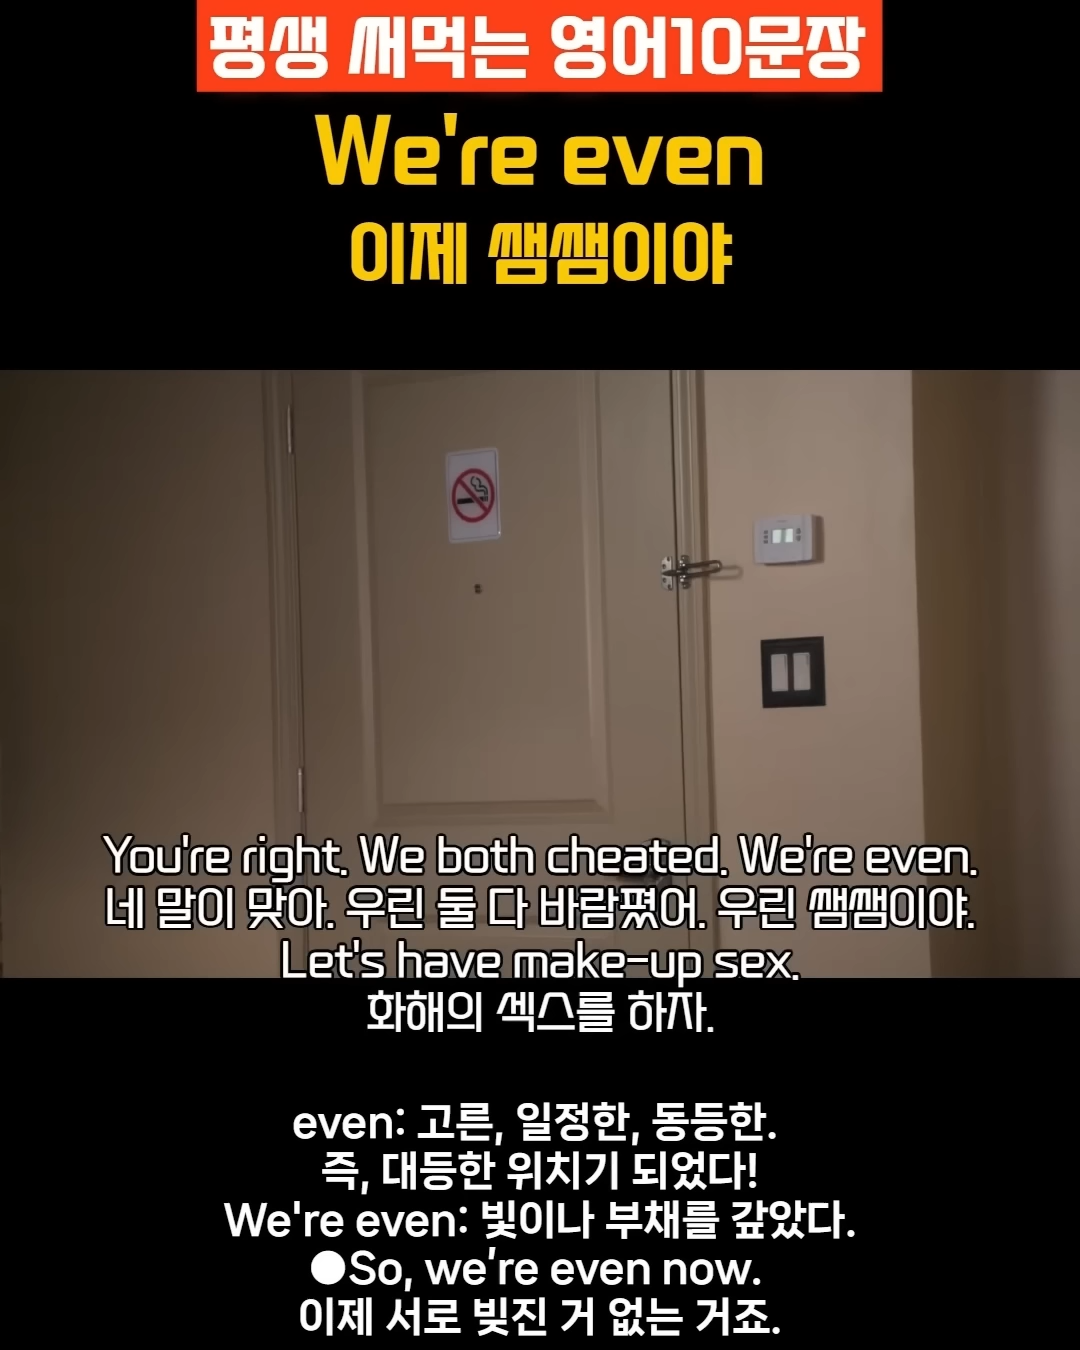 평생 써먹는 영어10문장
We're even
이제 쌤쌤이야
You're right. We both cheated. We're even.
네 말이 맞아. 우린 둘 다 바람폈어. 우린 쌤쌤이야.
Let's have make-up sex.
화해의 섹스를 하자.
even: 고른, 일정한, 동등한.
즉, 대등한 위치기 되었다!
We're even: 빛이나 부채를 갚았다.
●So, we’re even now.
이제 서로 빚진 거 없는 거죠.